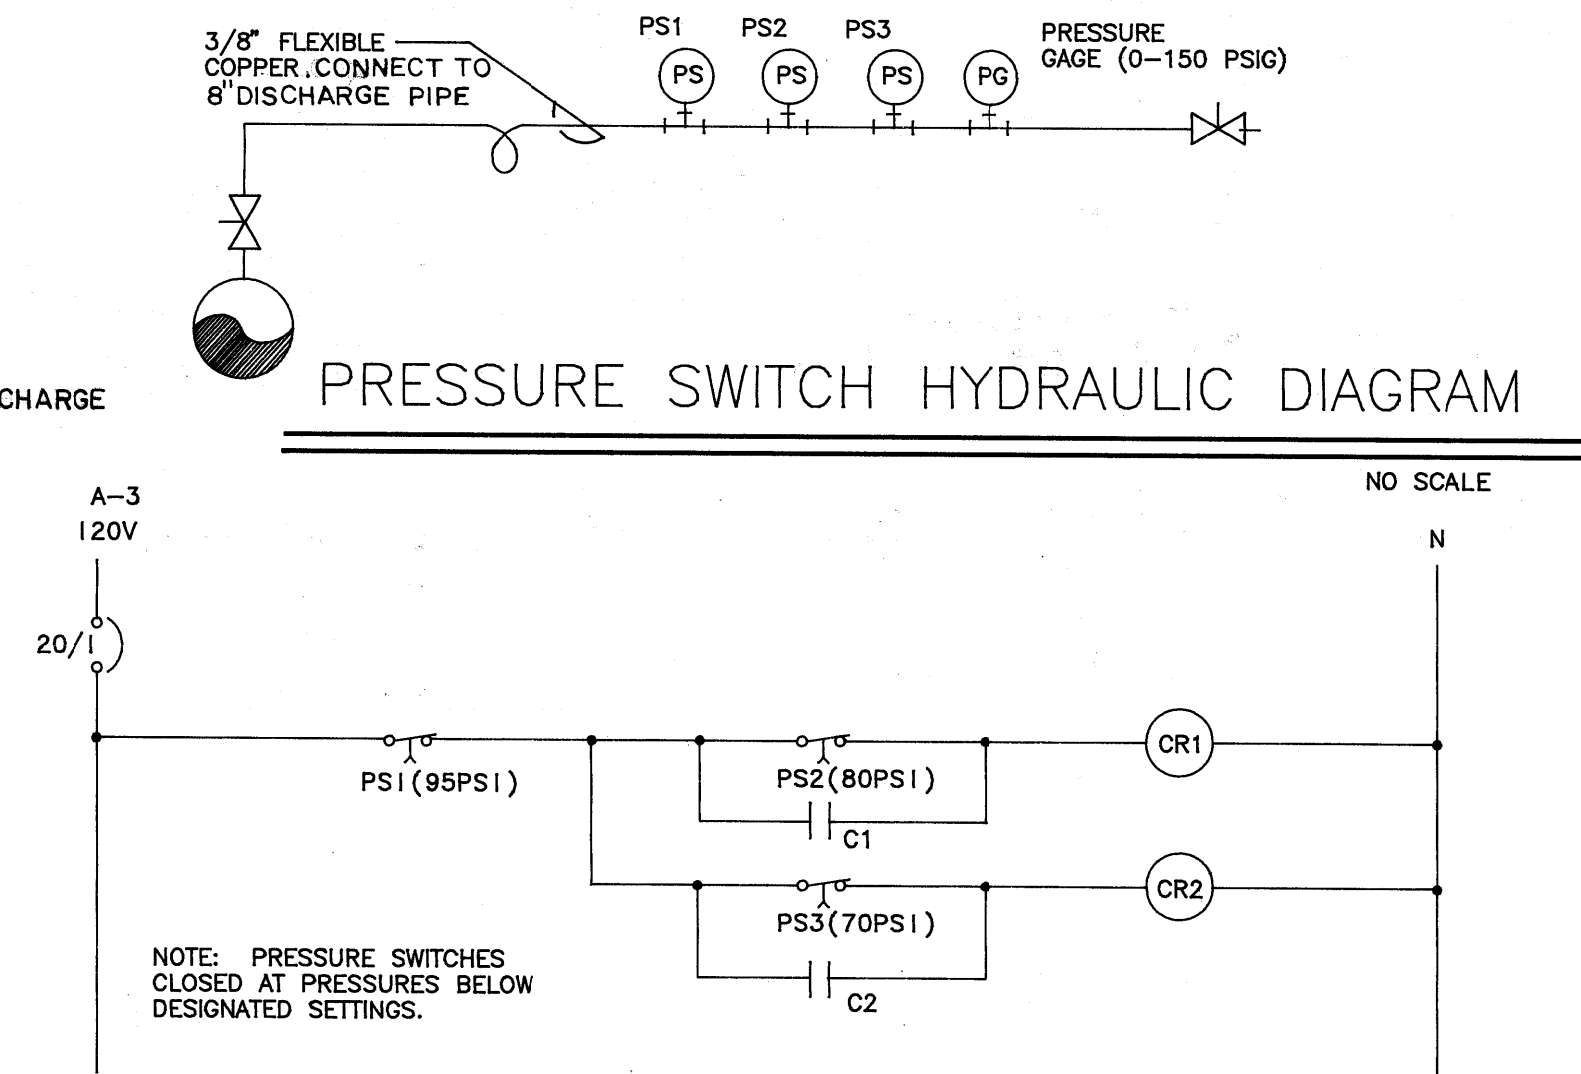 PS1 PS2 PS3
3/8" FLEXIBLE
COPPER. CONNECT TO
8" DISCHARGE PIPE
PS PS PS PG
PRESSURE
GAGE (0-150 PSIG)
CHARGE
PRESSURE SWITCH HYDRAULIC DIAGRAM
NO SCALE
A-3
120V
N
20/1
PS1(95PSI)
PS2(80PSI)
CR1
C1
PS3(70PSI)
CR2
C2
NOTE: PRESSURE SWITCHES
CLOSED AT PRESSURES BELOW
DESIGNATED SETTINGS.